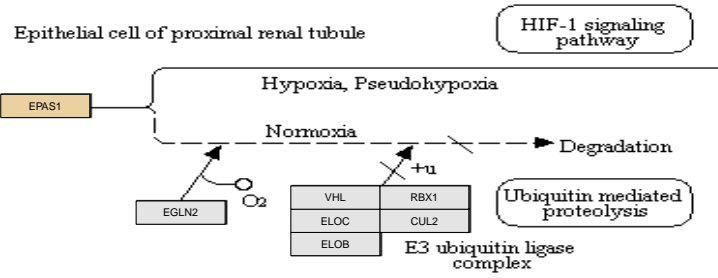 Epithelial cell of proximal renal tubule
HIF-1 signaling
pathway
Hypoxia, Pseudohypoxia
EPAS1
Normoxia
Degradation
+u
O2
VHL
RBX1
EGLN2
ELOC
CUL2
Ubiquitin mediated
proteolysis
ELOB
E3 ubiquitin ligase
complex